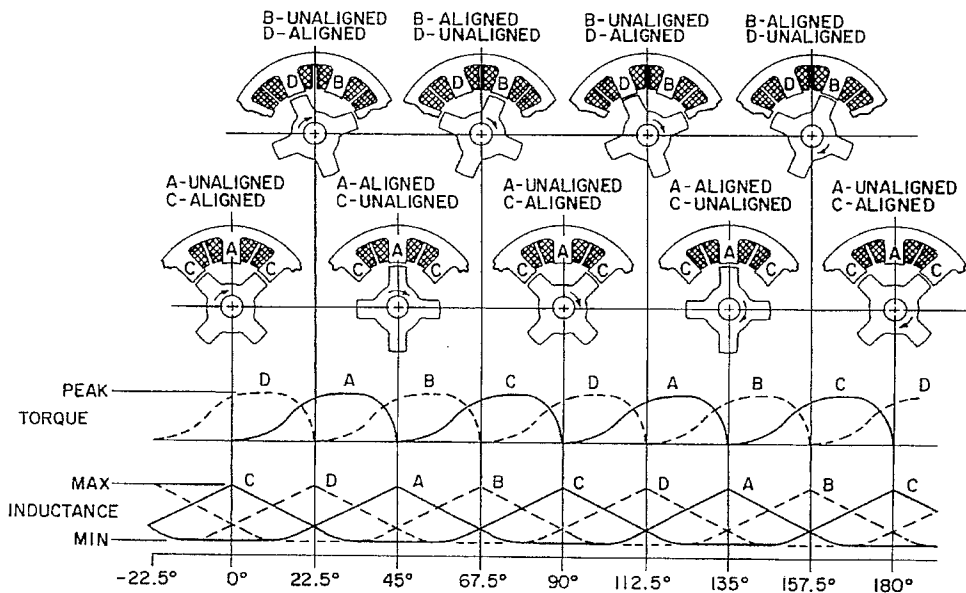 B-UNALIGNED B-ALIGNED B-UNALIGNED B-ALIGNED
D-ALIGNED D-UNALIGNED D-ALIGNED D-UNALIGNED
D B D B D B D B
A-UNALIGNED A-ALIGNED A-UNALIGNED A-ALIGNED A-UNALIGNED
C-ALIGNED C-UNALIGNED C-ALIGNED C-UNALIGNED C-ALIGNED
A A A A A
C C C C C C C C C C
PEAK D A B C D A B C D
TORQUE
MAX C D A B C D A B C
INDUCTANCE
MIN
-22.5° 0° 22.5° 45° 67.5° 90° 112.5° 135° 157.5° 180°